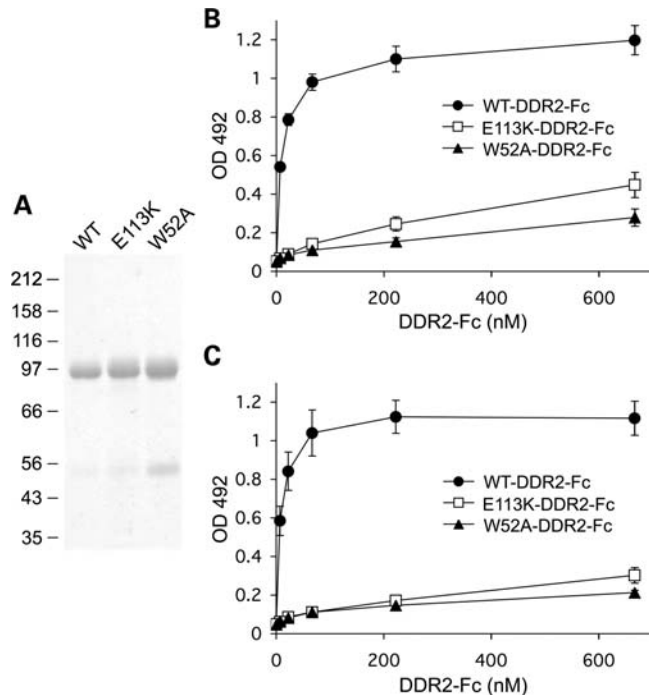 A
WT
E113K
W52A
212
158
116
97
66
56
43
35
B
1.2
1
0.8
0.6
0.4
0.2
0
OD 492
WT-DDR2-Fc
E113K-DDR2-Fc
W52A-DDR2-Fc
0
200
400
600
DDR2-Fc (nM)
C
1.2
1
0.8
0.6
0.4
0.2
0
OD 492
WT-DDR2-Fc
E113K-DDR2-Fc
W52A-DDR2-Fc
0
200
400
600
DDR2-Fc (nM)